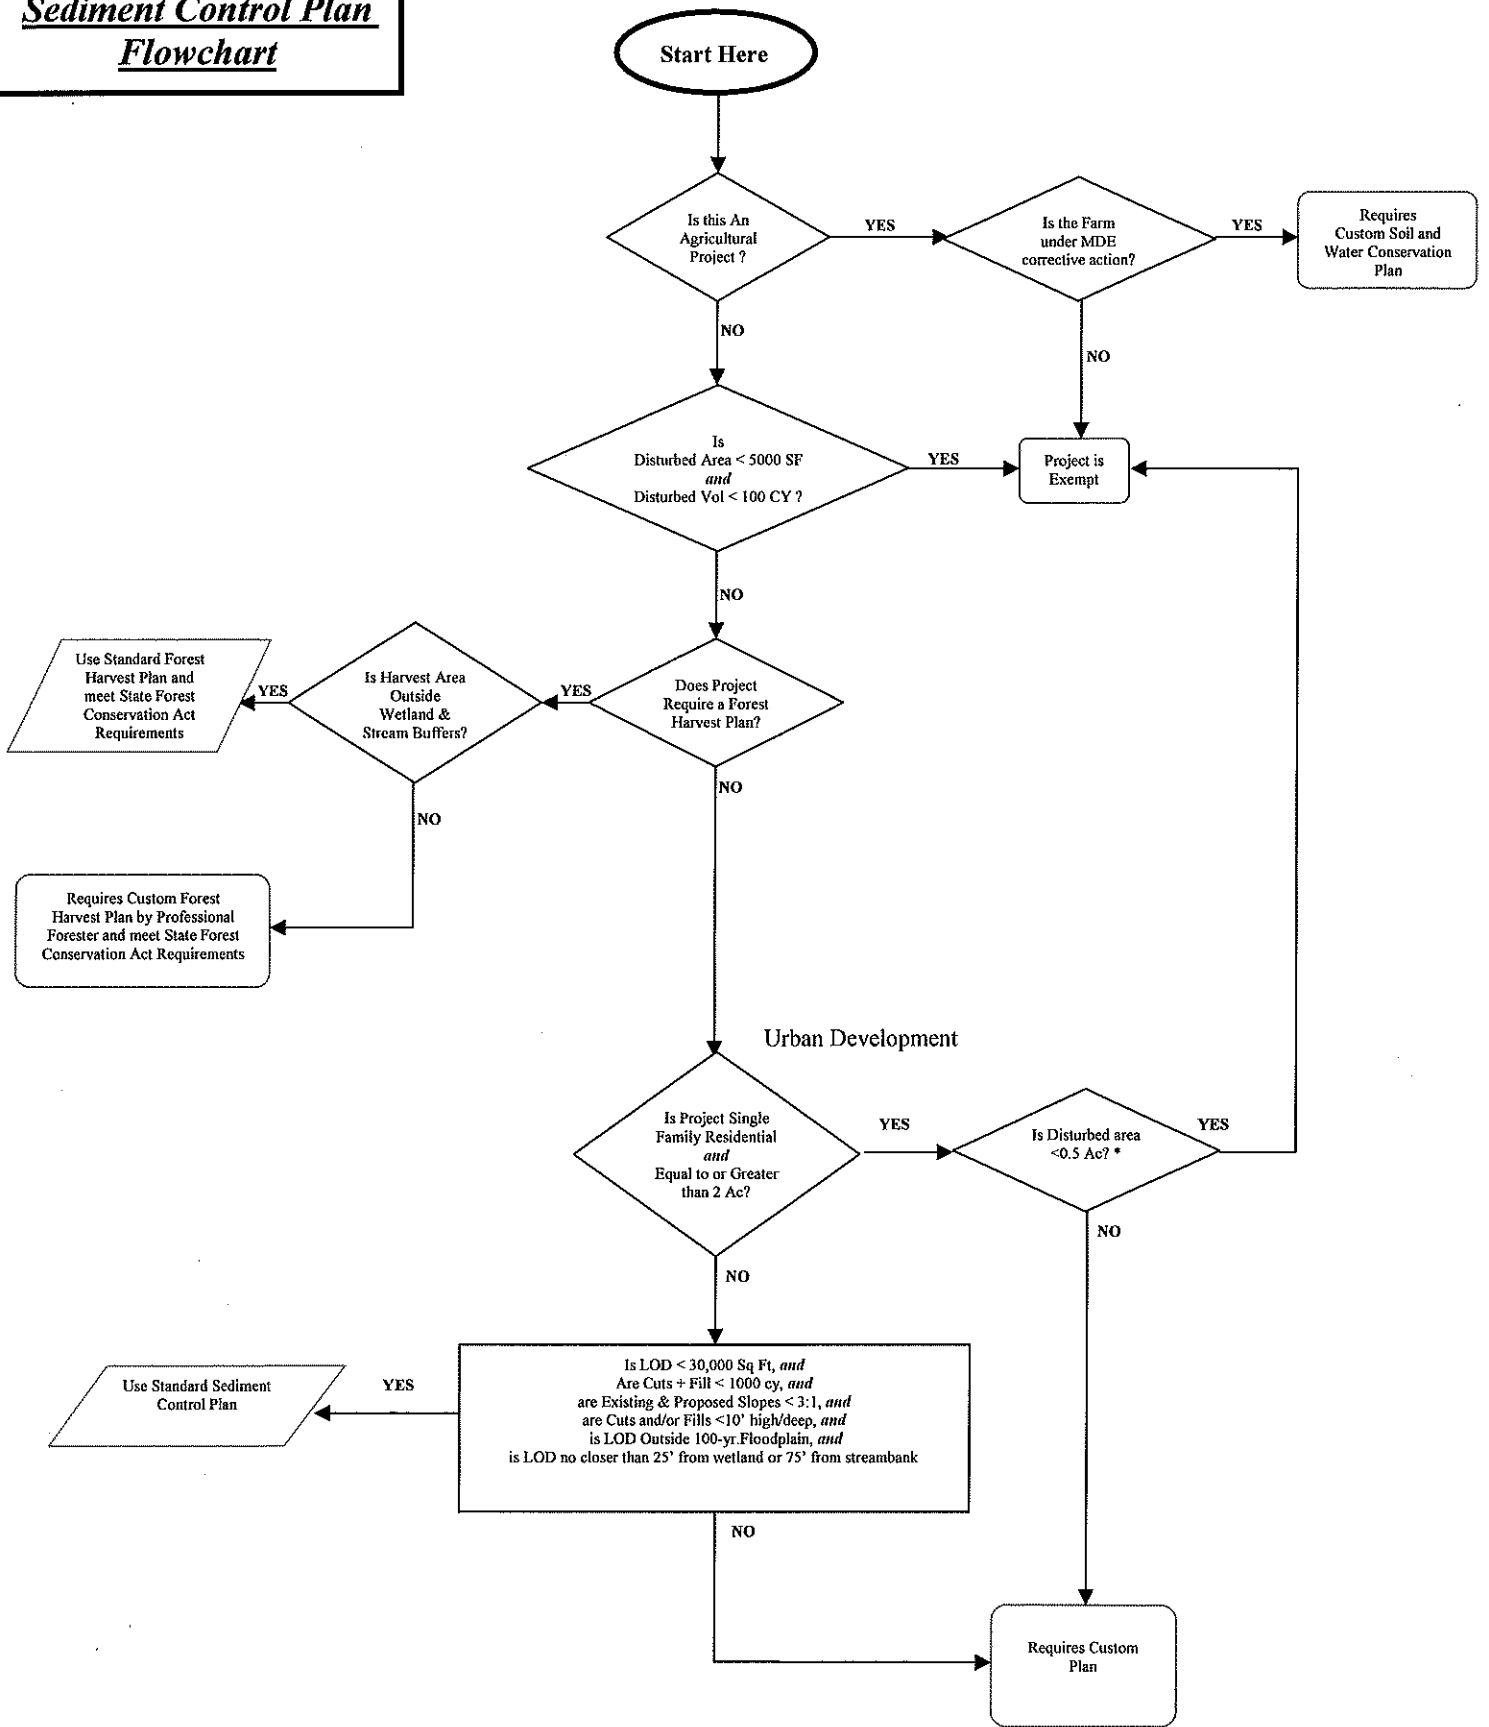 Sediment Control Plan
Flowchart
Start Here
Is this An
Agricultural
Project ?
YES
Is the Farm
under MDE
corrective action?
YES
Requires
Custom Soil and
Water Conservation
Plan
NO
NO
Is
Disturbed Area < 5000 SF
and
Disturbed Vol < 100 CY ?
YES
Project is
Exempt
NO
Use Standard Forest
Harvest Plan and
meet State Forest
Conservation Act
Requirements
YES
Is Harvest Area
Outside
Wetland &
Stream Buffers?
YES
Does Project
Require a Forest
Harvest Plan?
NO
NO
Requires Custom Forest
Harvest Plan by Professional
Forester and meet State Forest
Conservation Act Requirements
Urban Development
Is Project Single
Family Residential
and
Equal to or Greater
than 2 Ac?
YES
Is Disturbed area
<0.5 Ac? *
YES
NO
NO
Use Standard Sediment
Control Plan
YES
Is LOD < 30,000 Sq Ft, and
Are Cuts + Fill < 1000 cy, and
are Existing & Proposed Slopes < 3:1, and
are Cuts and/or Fills <10' high/deep, and
is LOD Outside 100-yr.Floodplain, and
is LOD no closer than 25' from wetland or 75' from streambank
NO
Requires Custom
Plan